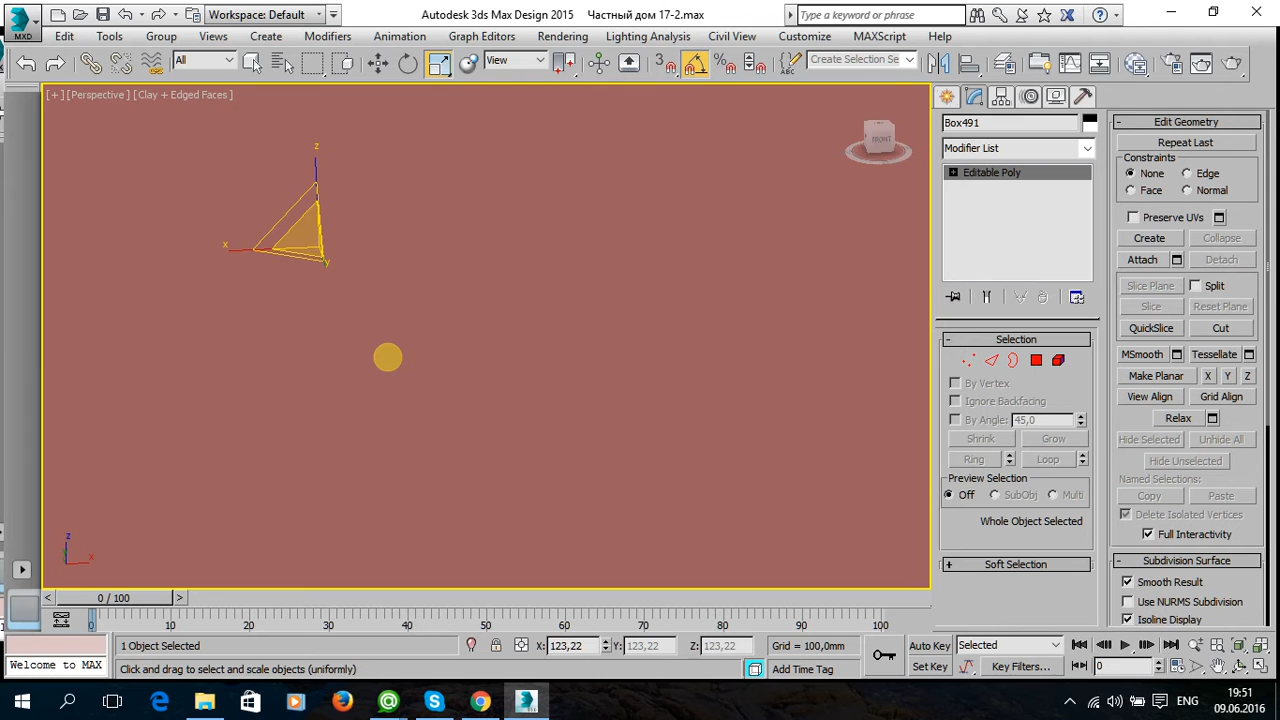 Workspace: Default
Autodesk 3ds Max Design 2015 Частный дом 17-2.max
Type a keyword or phrase
MXD
Edit Tools Group Views Create Modifiers Animation Graph Editors Rendering Lighting Analysis Civil View Customize MAXScript Help
All
View
3
Create Selection Se
[+] [Perspective] [Clay + Edged Faces]
z
x
y
FRONT
z
x
Box491
Modifier List
Editable Poly
Selection
By Vertex
Ignore Backfacing
By Angle: 45,0
Shrink Grow
Ring Loop
Preview Selection
Off SubObj Multi
Whole Object Selected
Soft Selection
Edit Geometry
Repeat Last
Constraints
None Edge
Face Normal
Preserve UVs
Create Collapse
Attach Detach
Slice Plane Split
Slice Reset Plane
QuickSlice Cut
MSmooth Tessellate
Make Planar X Y Z
View Align Grid Align
Relax
Hide Selected Unhide All
Hide Unselected
Named Selections:
Copy Paste
Delete Isolated Vertices
Full Interactivity
Subdivision Surface
Smooth Result
Use NURMS Subdivision
Isoline Display
< 0 / 100 >
0 10 20 30 40 50 60 70 80 90 100
1 Object Selected X: 123,22 Y: 123,22 Z: 123,22 Grid = 100,0mm
Auto Key Selected
Welcome to MAX Click and drag to select and scale objects (uniformly) Add Time Tag
Set Key Key Filters... 0
ENG
19:51
09.06.2016